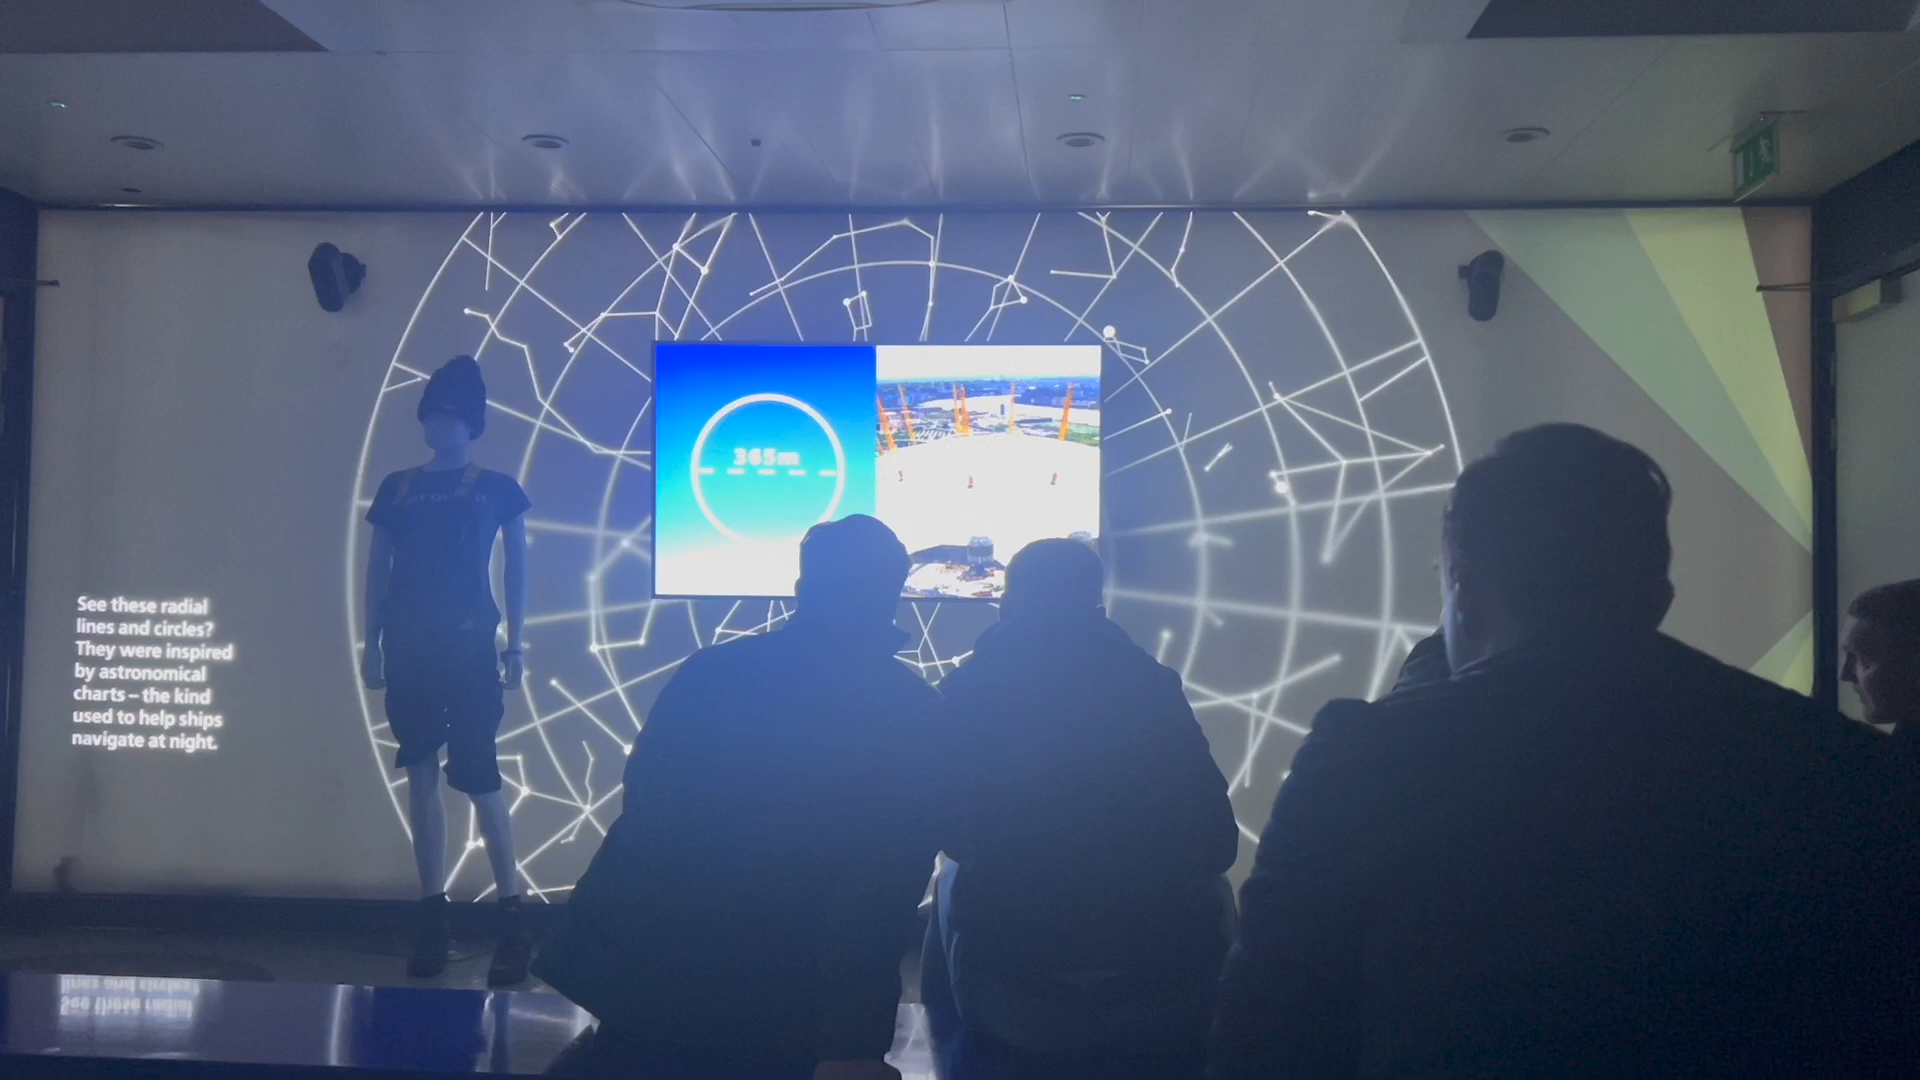 See these radial
lines and circles?
They were inspired
by astronomical
charts – the kind
used to help ships
navigate at night.
365m